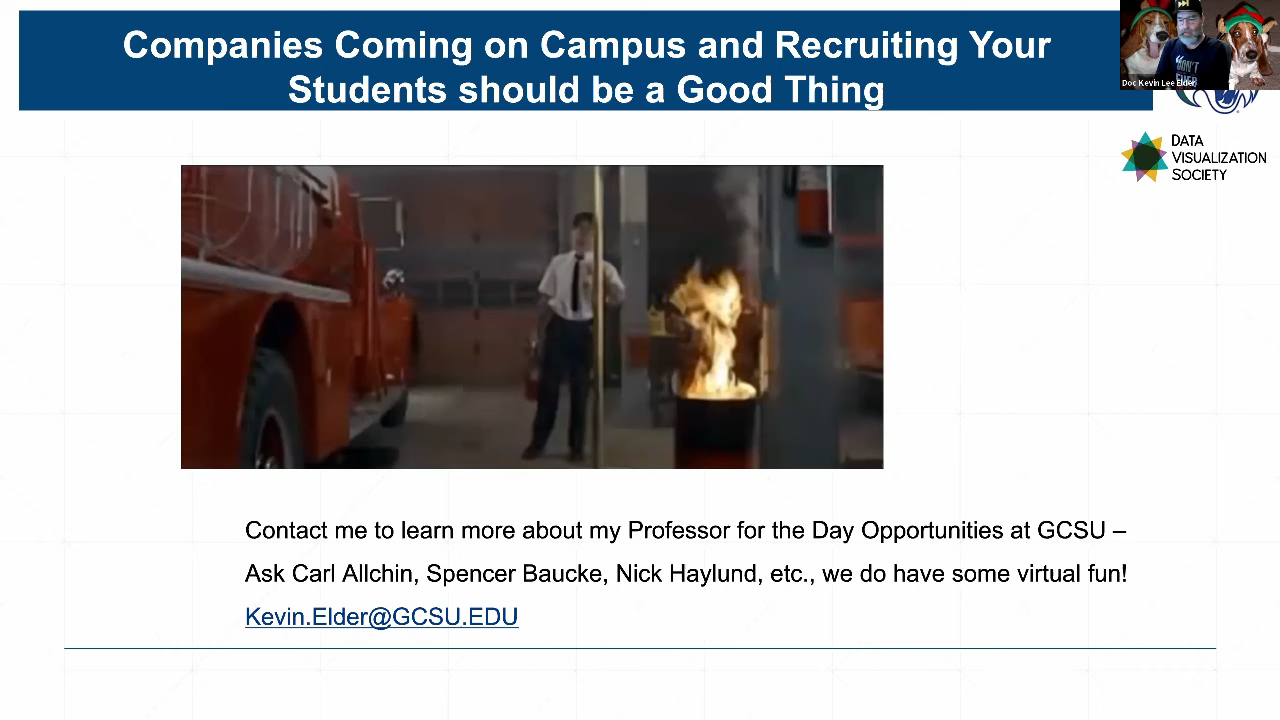 Companies Coming on Campus and Recruiting Your
Students should be a Good Thing
Doc Kevin Lee Elder
DATA
VISUALIZATION
SOCIETY
Contact me to learn more about my Professor for the Day Opportunities at GCSU –
Ask Carl Allchin, Spencer Baucke, Nick Haylund, etc., we do have some virtual fun!
Kevin.Elder@GCSU.EDU